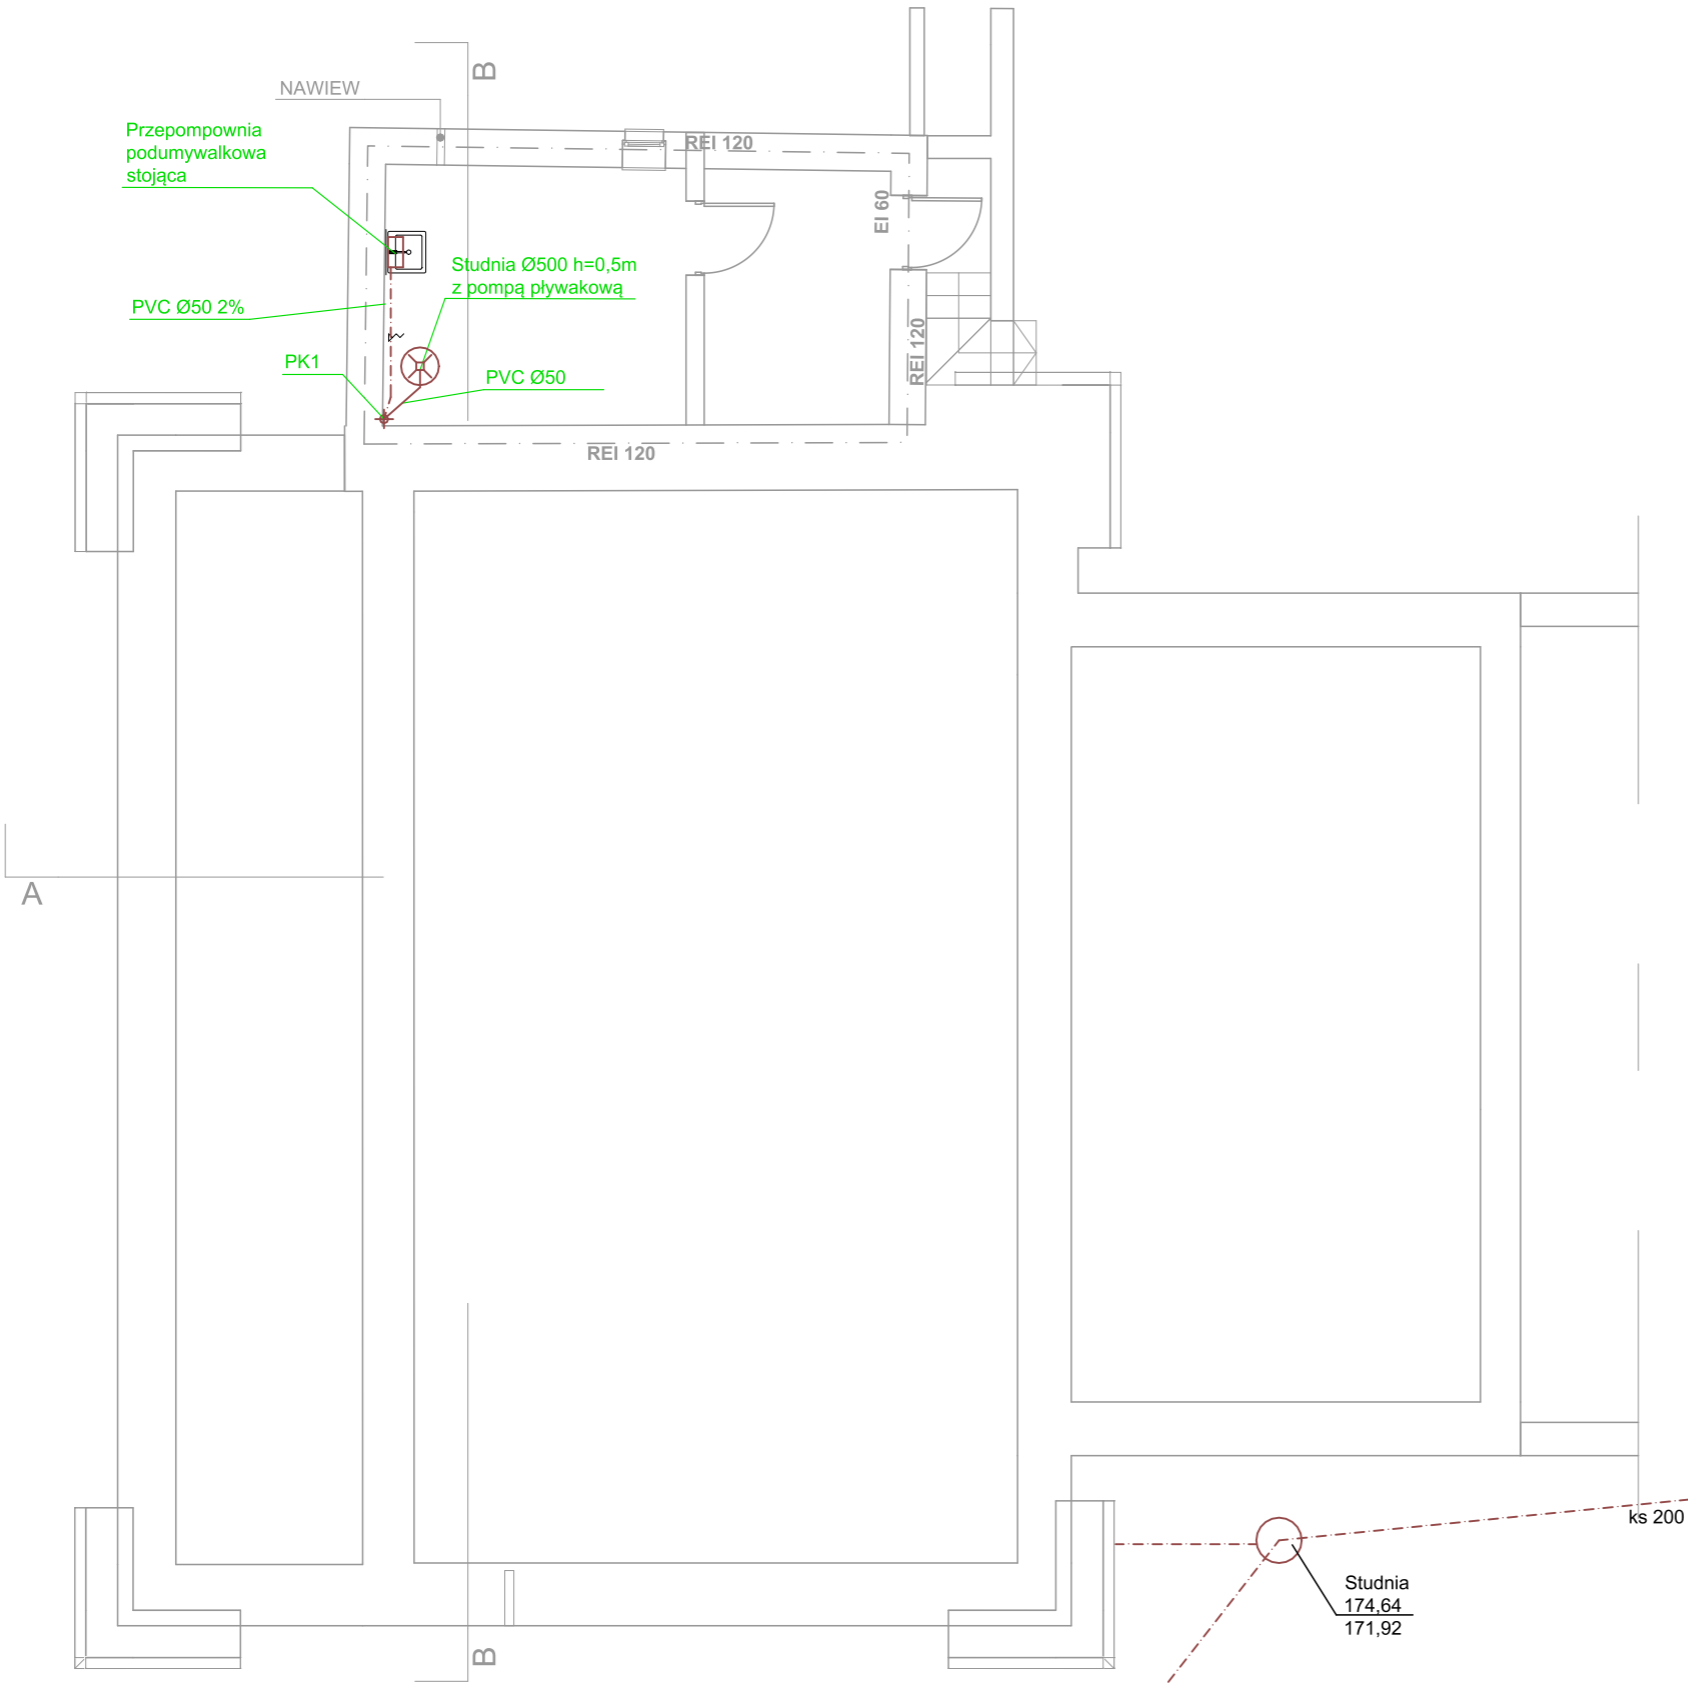 B
NAWIEW
Przepompownia
podumywalkowa
stojąca
REI 120
EI 60
Studnia Ø500 h=0,5m
z pompą pływakową
PVC Ø50 2%
REI 120
PK1
PVC Ø50
REI 120
A
ks 200
Studnia
174,64
171,92
B